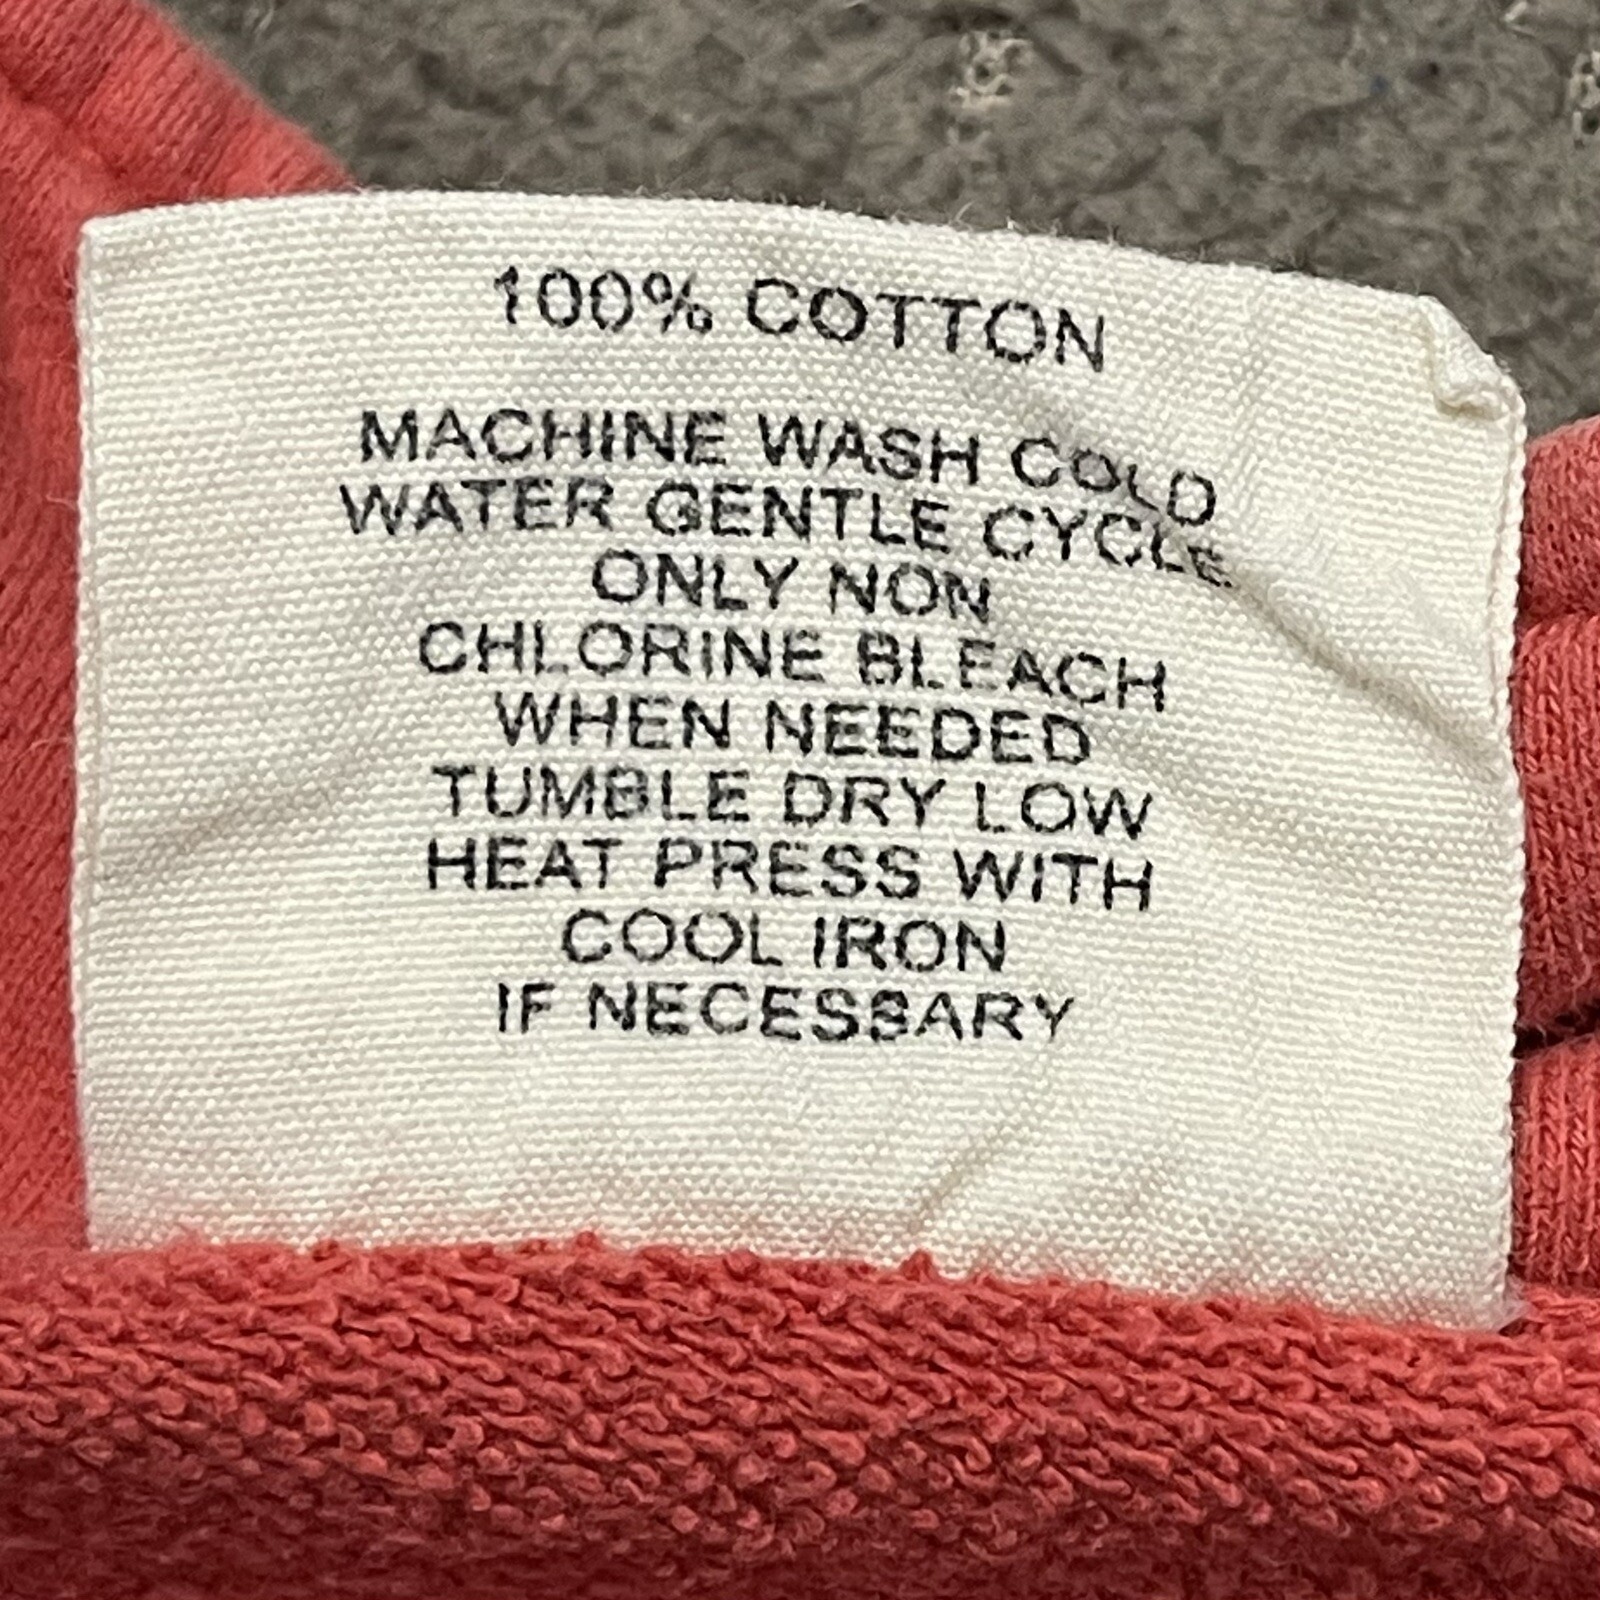 100% COTTON
MACHINE WASH COLD
WATER GENTLE CYCLE
ONLY NON
CHLORINE BLEACH
WHEN NEEDED
TUMBLE DRY LOW
HEAT PRESS WITH
COOL IRON
IF NECESSARY